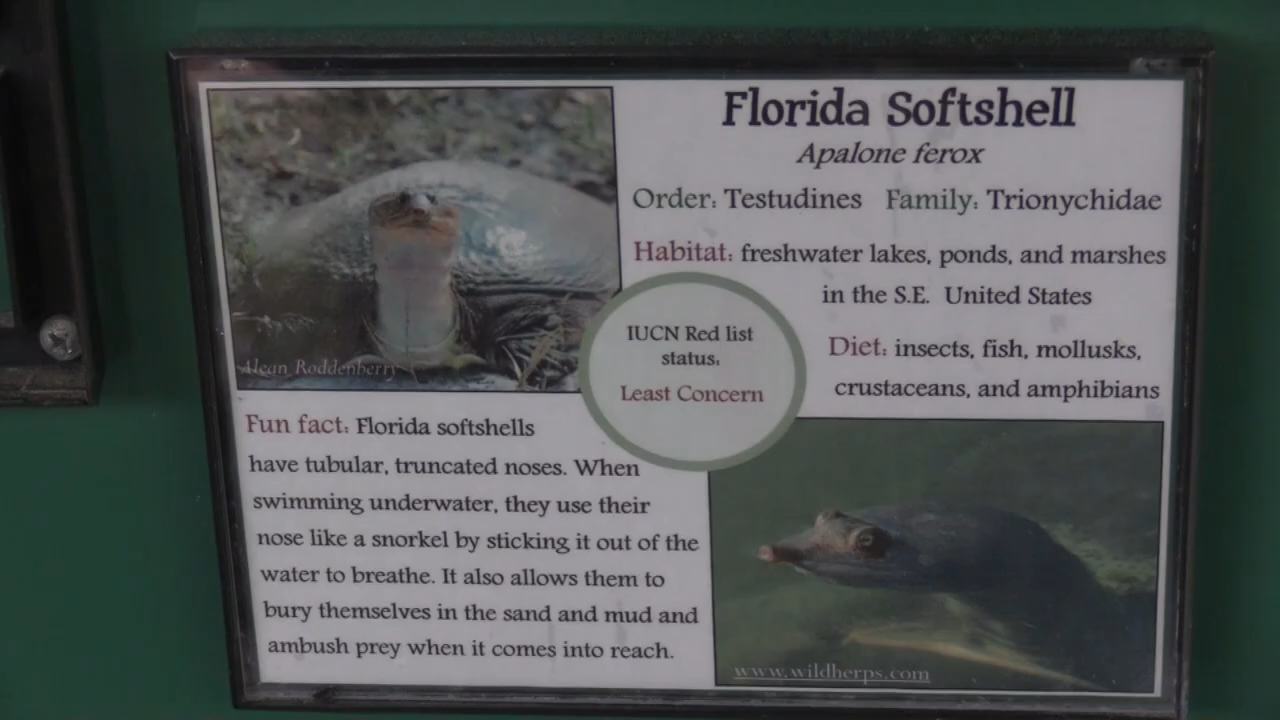 Florida Softshell
Apalone ferox
Order: Testudines Family: Trionychidae
Habitat: freshwater lakes, ponds, and marshes
in the S.E. United States
IUCN Red list
status:
Least Concern
Diet: insects, fish, mollusks,
crustaceans, and amphibians
Alean Roddenberry
Fun fact: Florida softshells
have tubular, truncated noses. When
swimming underwater, they use their
nose like a snorkel by sticking it out of the
water to breathe. It also allows them to
bury themselves in the sand and mud and
ambush prey when it comes into reach.
www.wildherps.com